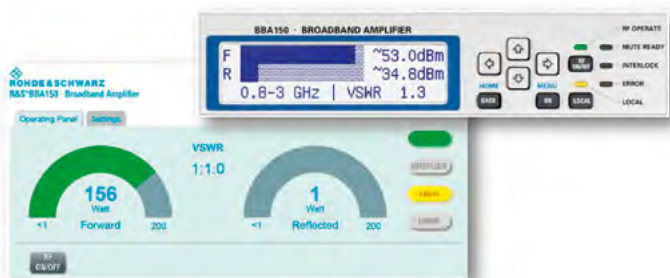 BBA150 · BROADBAND AMPLIFIER
F ~53.0dBm
R ~34.8dBm
0.8-3 GHz | VSWR 1.3
HOME
MENU
BACK
OK
RF ON/OFF
LOCAL
RF OPERATE
MUTE READY
INTERLOCK
ERROR
LOCAL
ROHDE&SCHWARZ
R&S®BBA150 · Broadband Amplifier
Operating Panel
Settings
VSWR
1:1.0
156
Watt
<1 Forward 200
1
Watt
<1 Reflected 200
INTERLOCK
LOCAL
ERROR
RF
ON/OFF